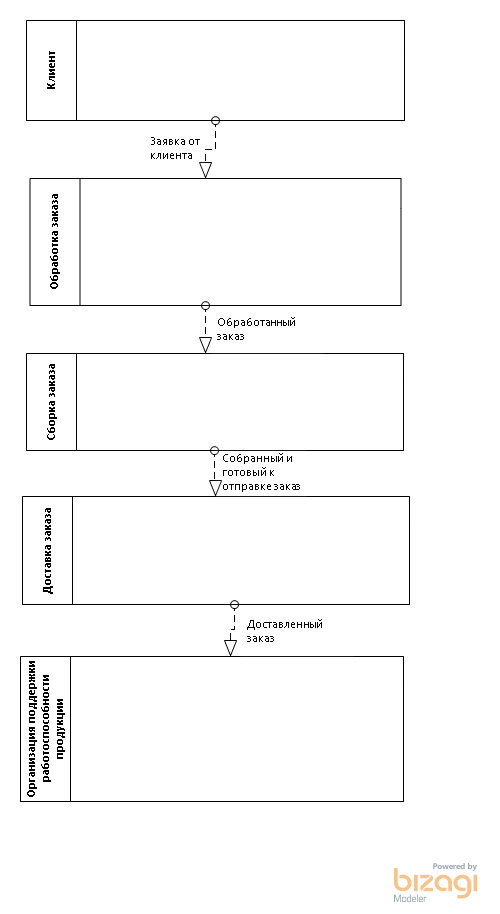 Клиент
Заявка от
клиента
Обработка заказа
Обработанный
заказ
Сборка заказа
Собранный и
готовый к
отправке заказ
Доставка заказа
Доставленный
заказ
Организация поддержки
работоспособности
продукции
Powered by
bizagi
Modeler